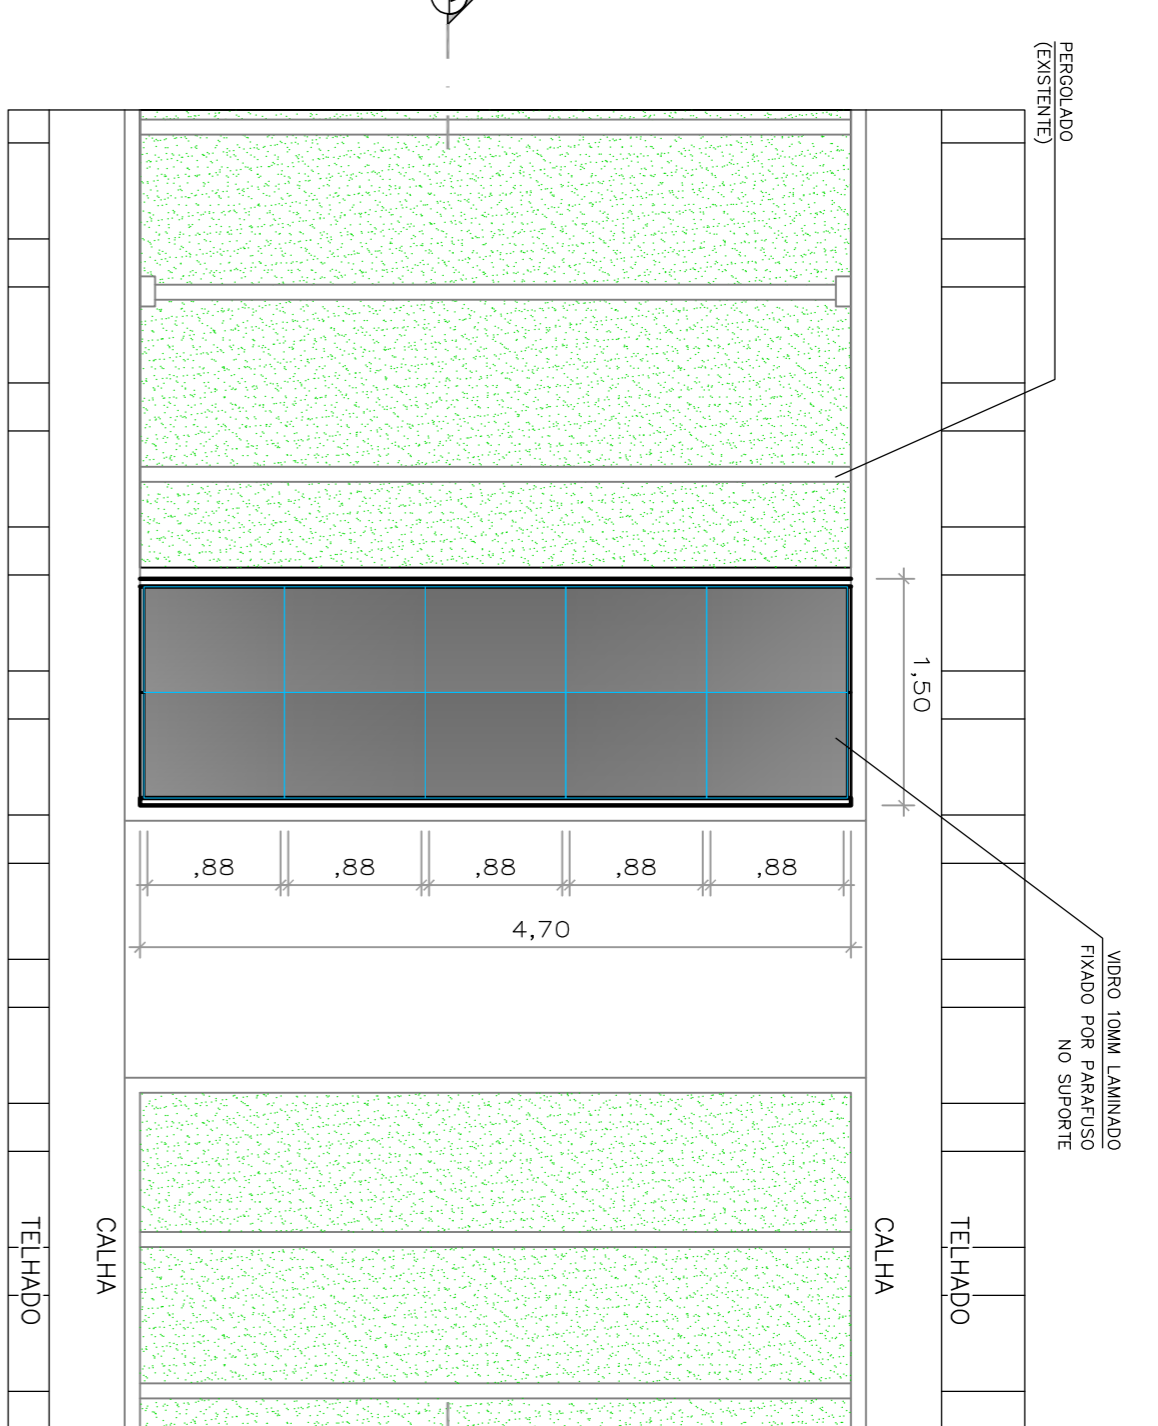 PERGOLADO
(EXISTENTE)
1,50
,88
,88
,88
,88
,88
4,70
VIDRO 10MM LAMINADO
FIXADO POR PARAFUSO
NO SUPORTE
TELHADO
CALHA
CALHA
TELHADO